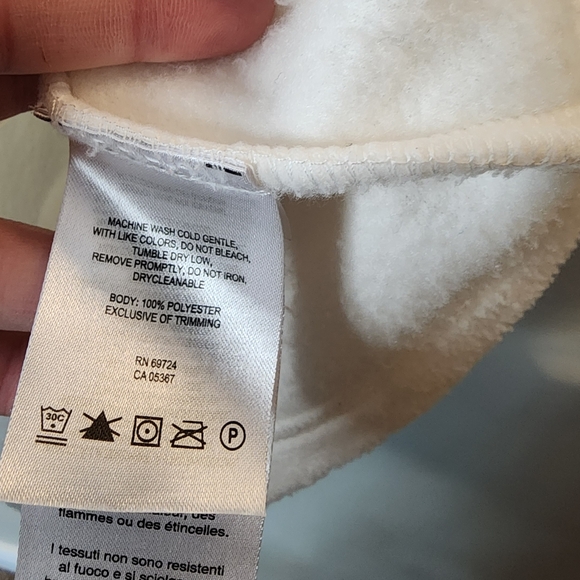 MACHINE WASH COLD GENTLE,
WITH LIKE COLORS, DO NOT BLEACH.
TUMBLE DRY LOW,
REMOVE PROMPTLY, DO NOT IRON.
DRYCLEANABLE
BODY: 100% POLYESTER
EXCLUSIVE OF TRIMMING
RN 69724
CA 05367
30C
P
des
flammes ou des étincelles.
I tessuti non sono resistenti
al fuoco e si